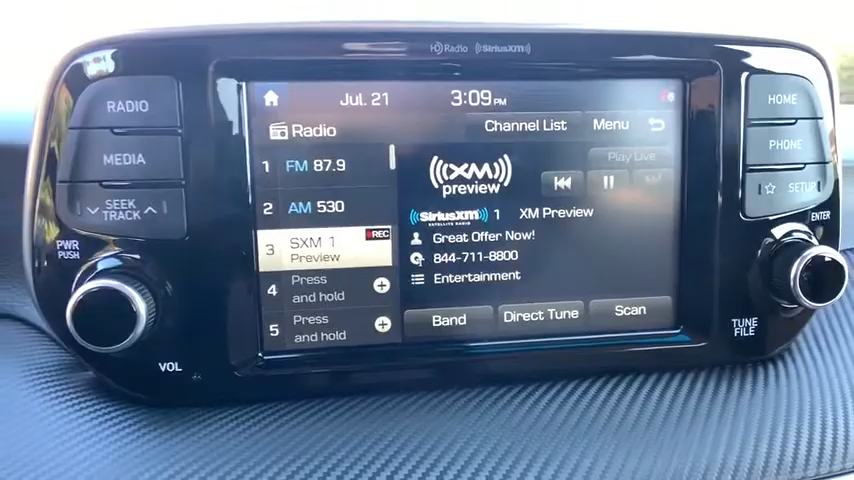 HD Radio SiriusXM
RADIO
MEDIA
SEEK
TRACK
PWR
PUSH
VOL
Jul. 21 3:09 PM
Radio
Channel List Menu
1 FM 87.9
2 AM 530
3 SXM 1 REC
Preview
4 Press
and hold
5 Press
and hold
XM
preview
Play Live
SiriusXM 1 XM Preview
SATELLITE RADIO
Great Offer Now!
844-711-8800
Entertainment
Band Direct Tune Scan
HOME
PHONE
SETUP
ENTER
TUNE
FILE